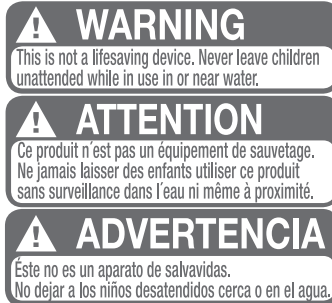 WARNING
This is not a lifesaving device. Never leave children
unattended while in use in or near water.
ATTENTION
Ce produit n'est pas un équipement de sauvetage.
Ne jamais laisser des enfants utiliser ce produit
sans surveillance dans l'eau ni même à proximité.
ADVERTENCIA
Éste no es un aparato de salvavidas.
No dejar a los niños desatendidos cerca o en el agua.